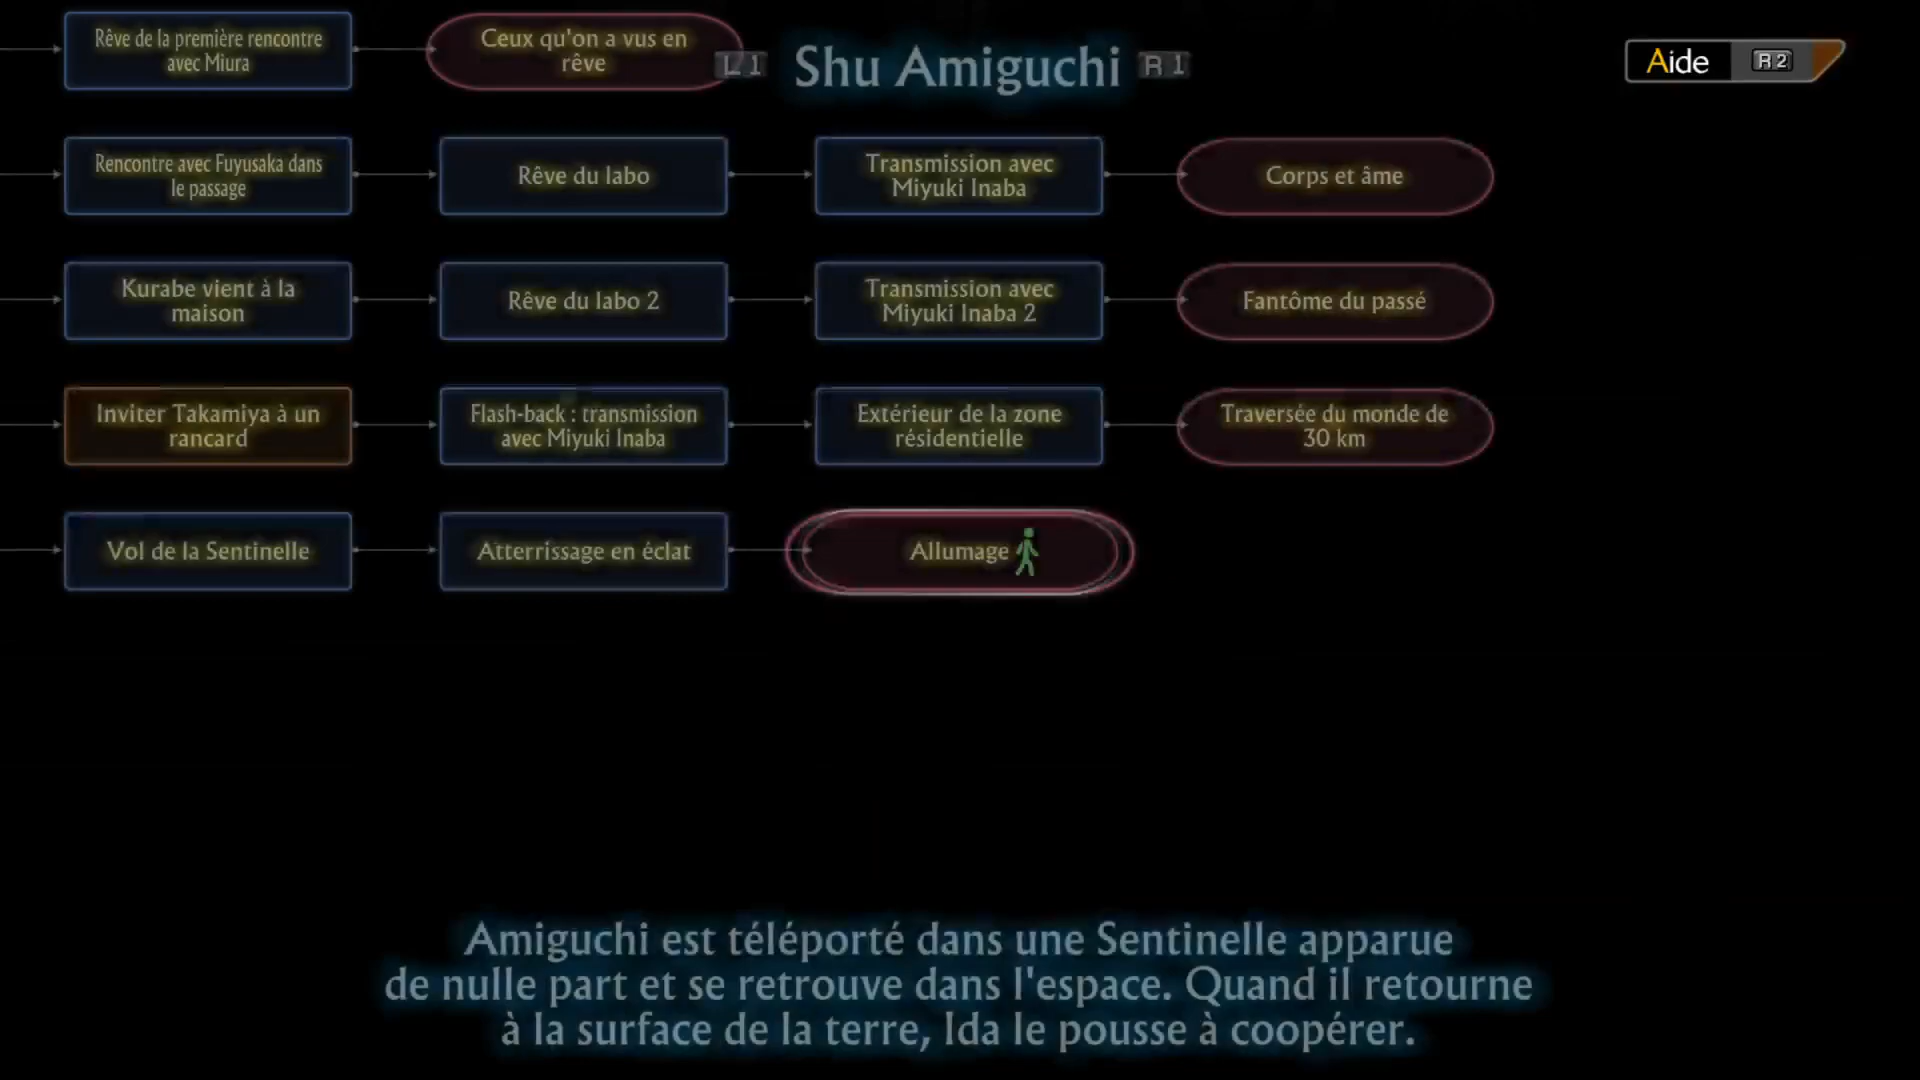 Rêve de la première rencontre
avec Miura
Ceux qu'on a vus en
rêve
L 1
Shu Amiguchi
R 1
Aide
R 2
Rencontre avec Fuyusaka dans
le passage
Rêve du labo
Transmission avec
Miyuki Inaba
Corps et âme
Kurabe vient à la
maison
Rêve du labo 2
Transmission avec
Miyuki Inaba 2
Fantôme du passé
Inviter Takamiya à un
rancard
Flash-back : transmission
avec Miyuki Inaba
Extérieur de la zone
résidentielle
Traversée du monde de
30 km
Vol de la Sentinelle
Atterrissage en éclat
Allumage
Amiguchi est téléporté dans une Sentinelle apparue
de nulle part et se retrouve dans l'espace. Quand il retourne
à la surface de la terre, Ida le pousse à coopérer.